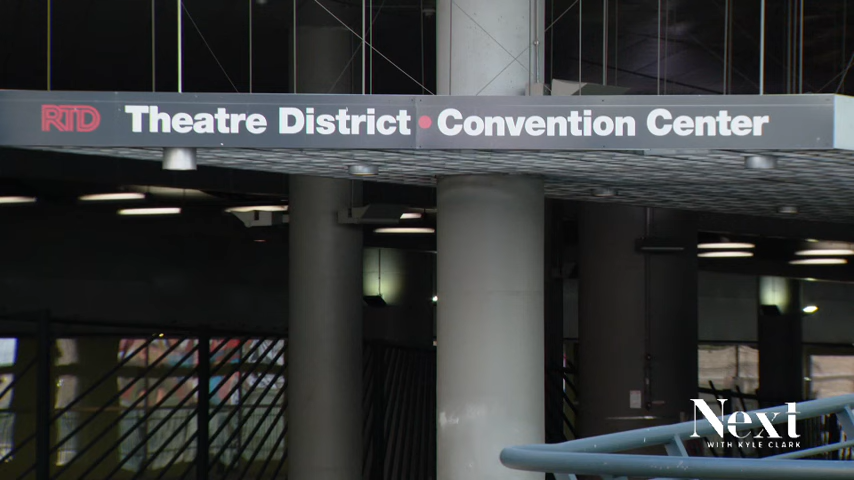 RTD Theatre District • Convention Center
Next
WITH KYLE CLARK